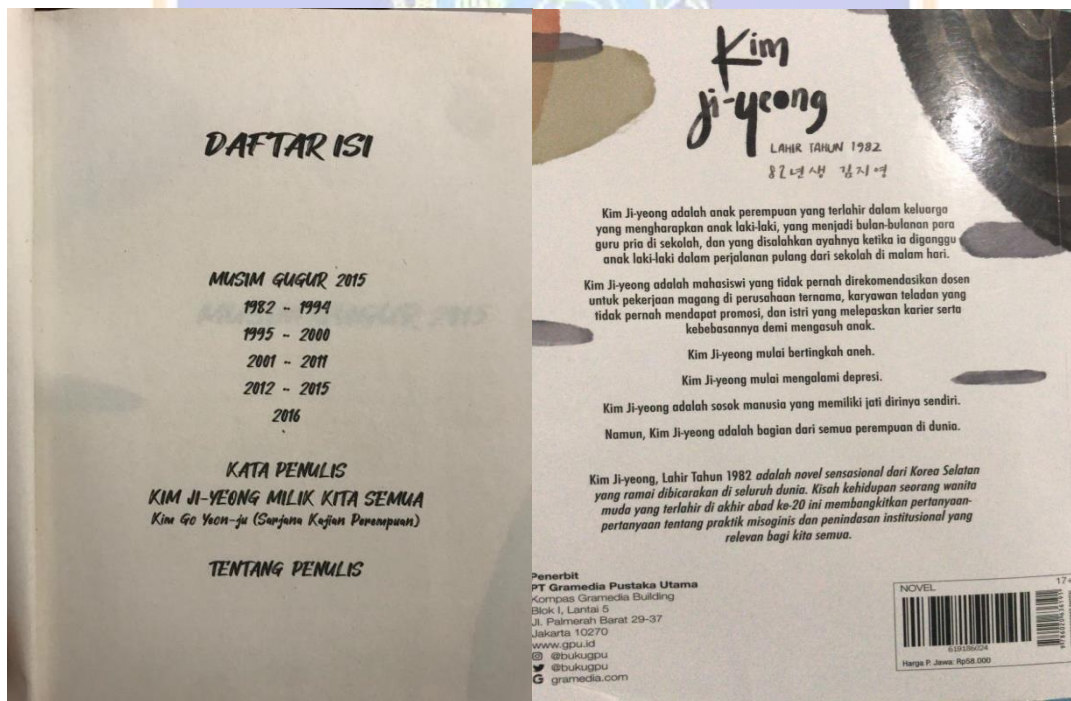 DAFTAR ISI
MUSIM GUGUR 2015
1982 - 1994
1995 - 2000
2001 - 2011
2012 - 2015
2016
KATA PENULIS
KIM JI-YEONG MILIK KITA SEMUA
Kim Go Yeon-ju (Sarjana Kajian Perempuan)
TENTANG PENULIS
Kim
Ji-yeong
LAHIR TAHUN 1982
82년생 김지영
Kim Ji-yeong adalah anak perempuan yang terlahir dalam keluarga
yang mengharapkan anak laki-laki, yang menjadi bulan-bulanan para
guru pria di sekolah, dan yang disalahkan ayahnya ketika ia diganggu
anak laki-laki dalam perjalanan pulang dari sekolah di malam hari.
Kim Ji-yeong adalah mahasiswi yang tidak pernah direkomendasikan dosen
untuk pekerjaan magang di perusahaan ternama, karyawan teladan yang
tidak pernah mendapat promosi, dan istri yang melepaskan karier serta
kebebasannya demi mengasuh anak.
Kim Ji-yeong mulai bertingkah aneh.
Kim Ji-yeong mulai mengalami depresi.
Kim Ji-yeong adalah sosok manusia yang memiliki jati dirinya sendiri.
Namun, Kim Ji-yeong adalah bagian dari semua perempuan di dunia.
Kim Ji-yeong, Lahir Tahun 1982 adalah novel sensasional dari Korea Selatan
yang ramai dibicarakan di seluruh dunia. Kisah kehidupan seorang wanita
muda yang terlahir di akhir abad ke-20 ini membangkitkan pertanyaan-
pertanyaan tentang praktik misoginis dan penindasan institusional yang
relevan bagi kita semua.
Penerbit
PT Gramedia Pustaka Utama
Kompas Gramedia Building
Blok I, Lantai 5
Jl. Palmerah Barat 29-37
Jakarta 10270
www.gpu.id
@bukugpu
@bukugpu
gramedia.com
NOVEL
17+
619186024
Harga P. Jawa: Rp58.000